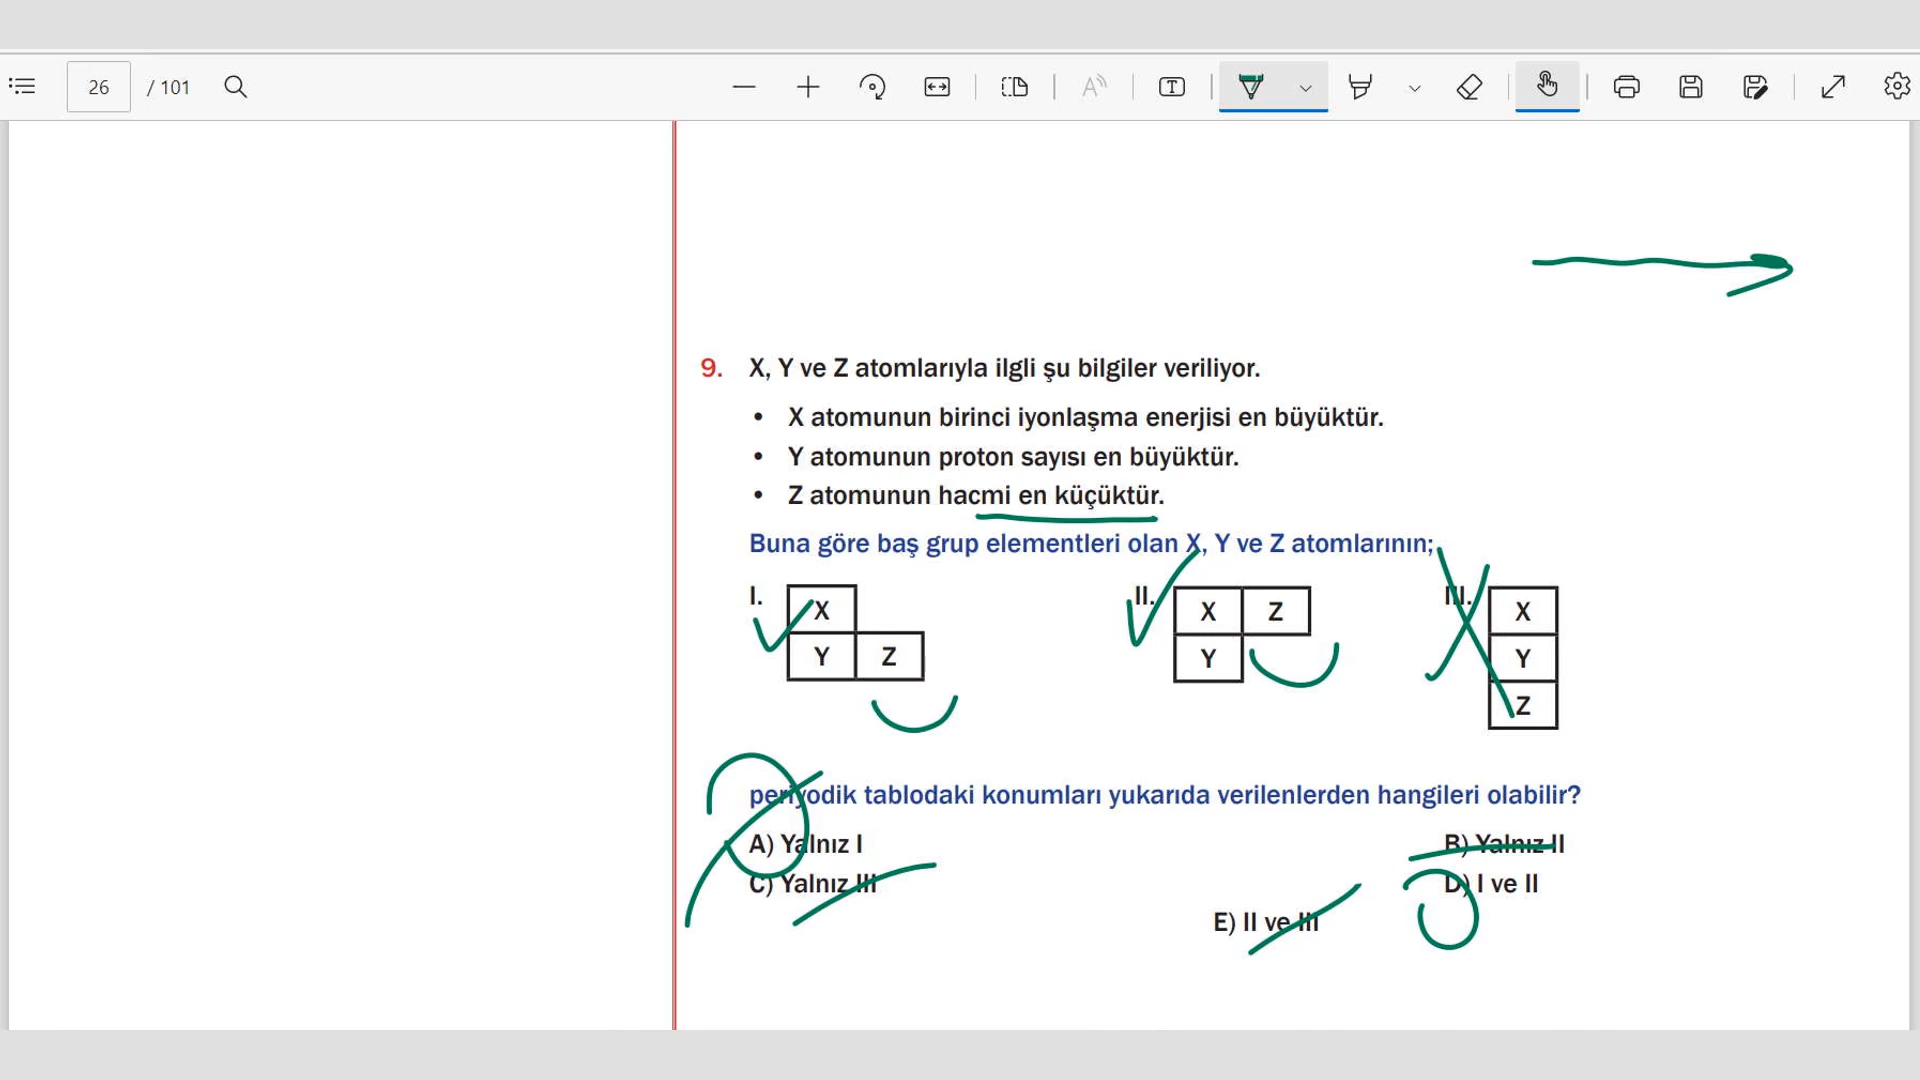 26 / 101
9. X, Y ve Z atomlarıyla ilgli şu bilgiler veriliyor.
• X atomunun birinci iyonlaşma enerjisi en büyüktür.
• Y atomunun proton sayısı en büyüktür.
• Z atomunun hacmi en küçüktür.
Buna göre baş grup elementleri olan X, Y ve Z atomlarının;
I. II. III.
X X Z X
Y Z Y Y
Z
periyodik tablodaki konumları yukarıda verilenlerden hangileri olabilir?
A) Yalnız I B) Yalnız II
C) Yalnız III D) I ve II
E) II ve III